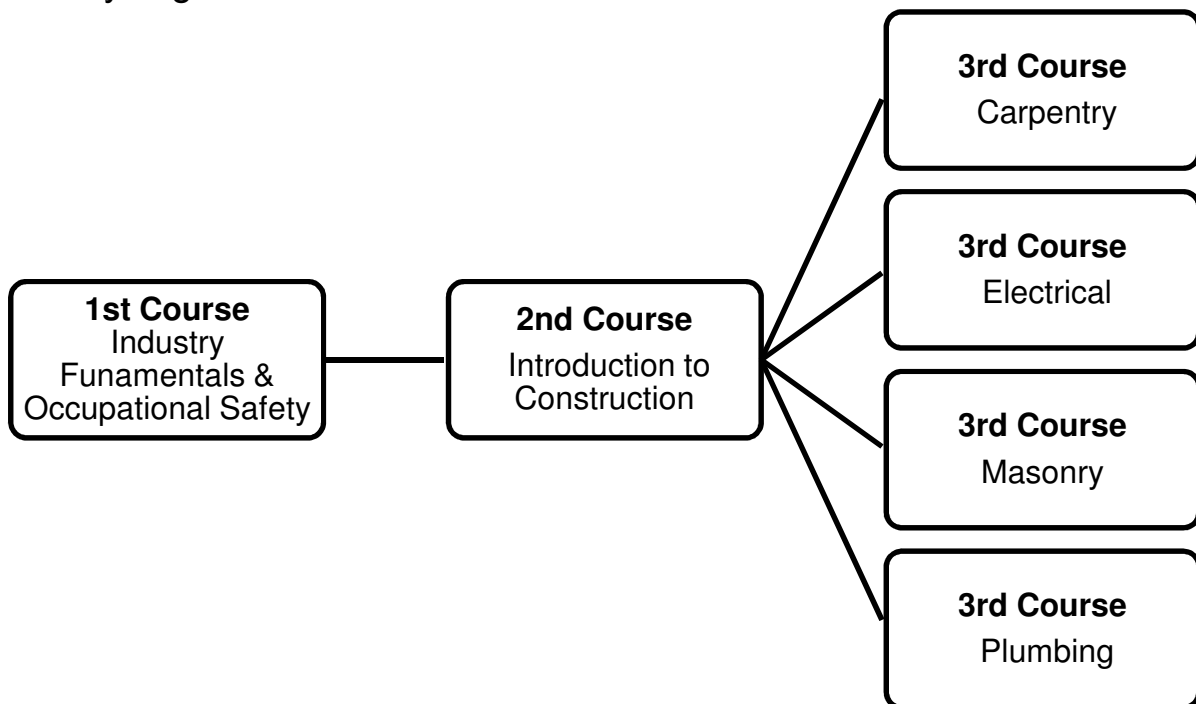 1st Course
Industry
Funamentals &
Occupational Safety
2nd Course
Introduction to
Construction
3rd Course
Carpentry
3rd Course
Electrical
3rd Course
Masonry
3rd Course
Plumbing